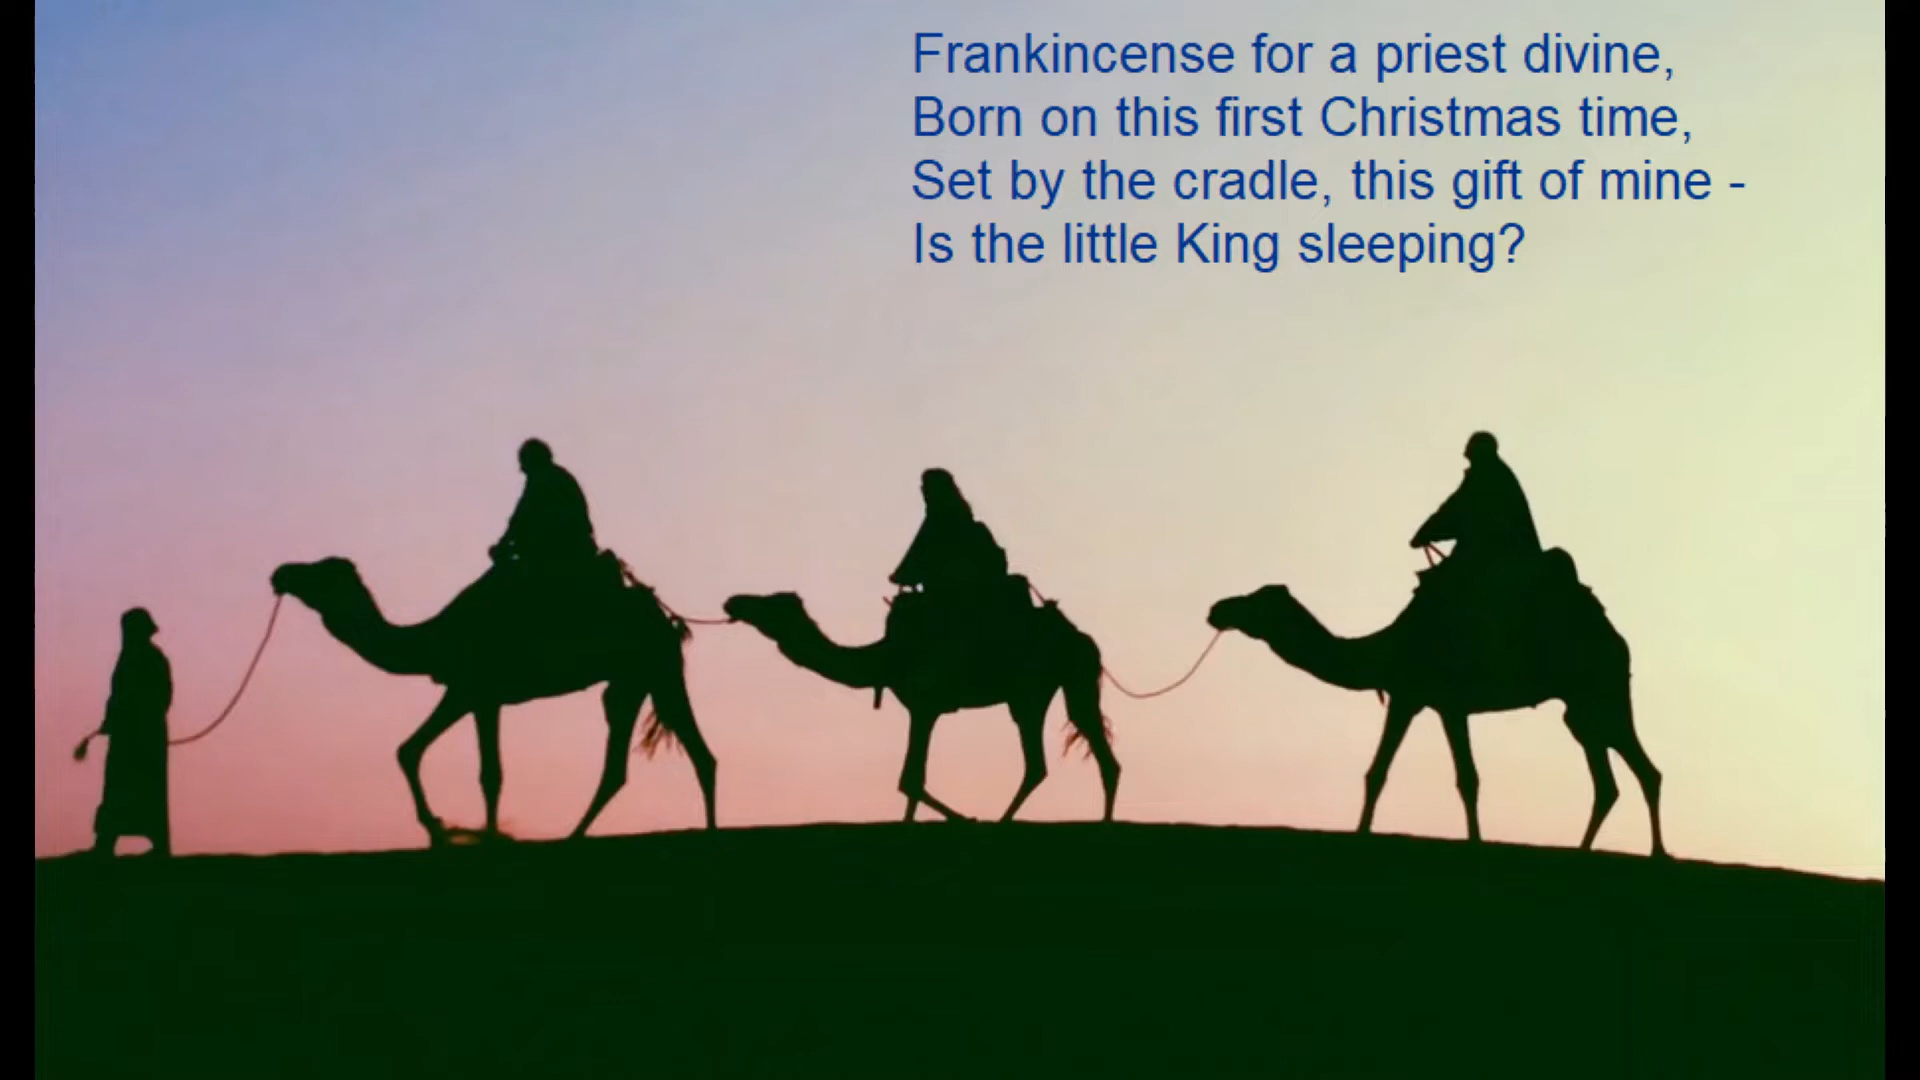 Frankincense for a priest divine,
Born on this first Christmas time,
Set by the cradle, this gift of mine -
Is the little King sleeping?